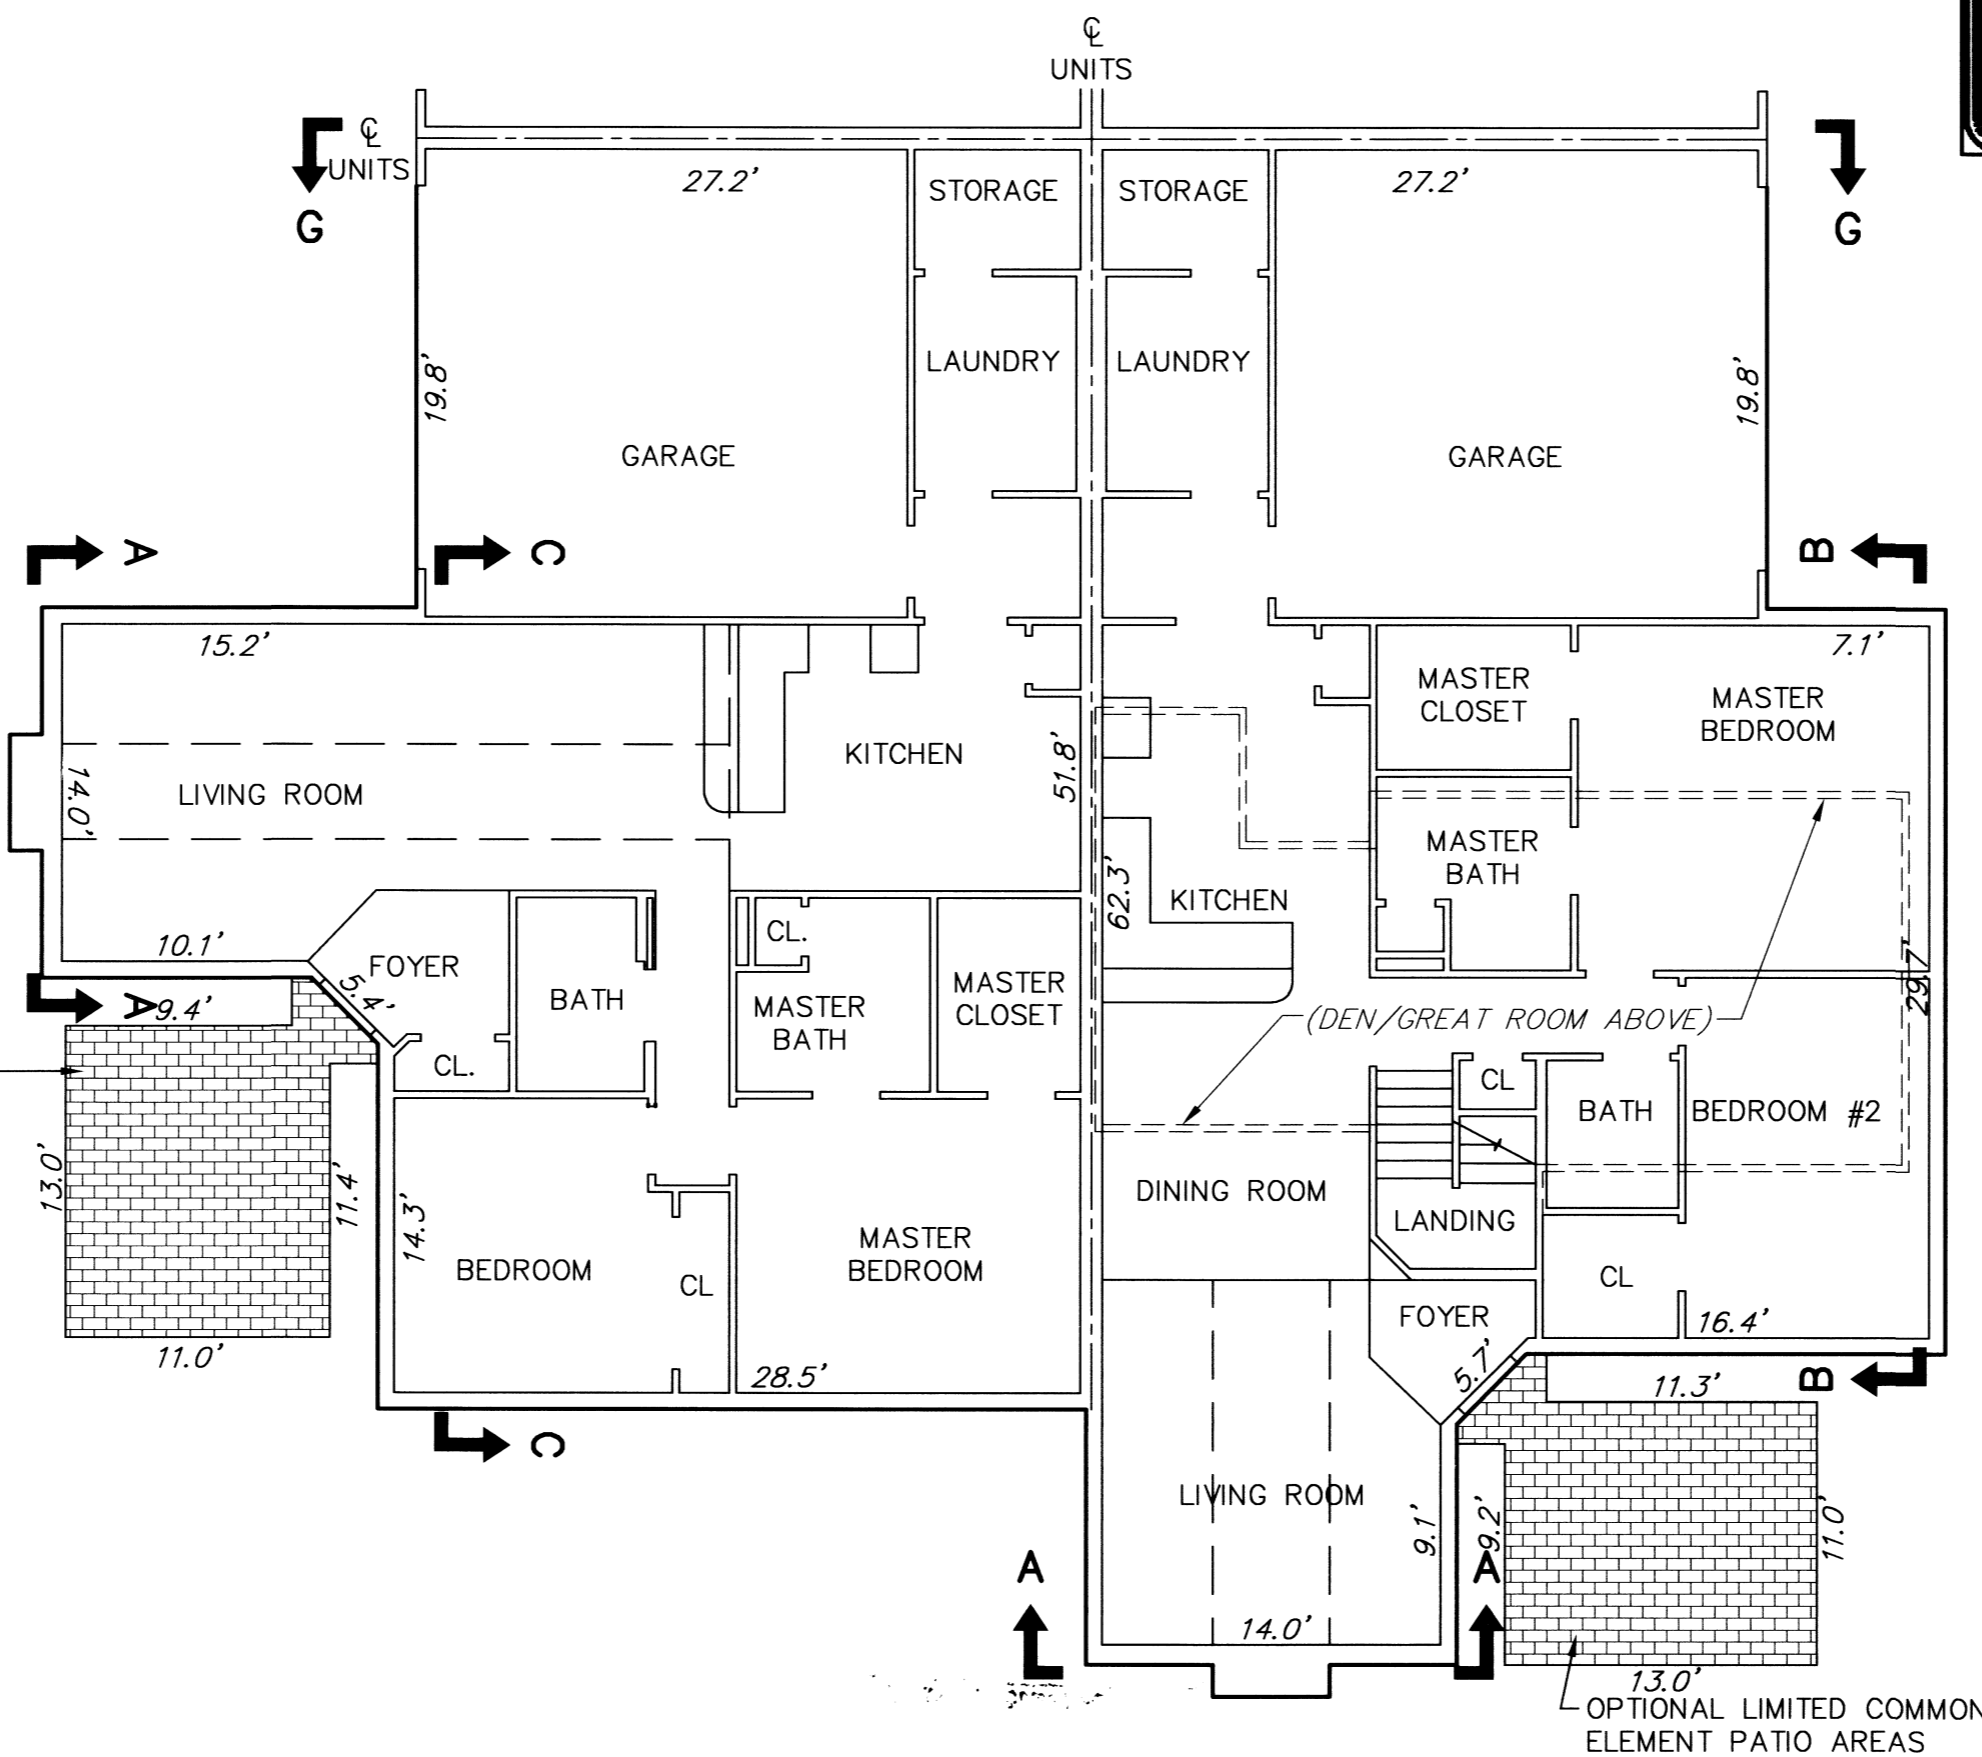 ℄
UNITS
℄
UNITS
G
G
27.2'
STORAGE
STORAGE
27.2'
19.8'
LAUNDRY
LAUNDRY
19.8'
GARAGE
GARAGE
A
C
B
15.2'
7.1'
MASTER
CLOSET
MASTER
BEDROOM
14.0'
LIVING ROOM
KITCHEN
51.8'
MASTER
BATH
62.3'
KITCHEN
10.1'
FOYER
5.4'
BATH
CL.
MASTER
BATH
MASTER
CLOSET
29.7'
A
9.4'
CL.
(DEN/GREAT ROOM ABOVE)
CL
BATH
BEDROOM #2
13.0'
11.4'
14.3'
DINING ROOM
LANDING
BEDROOM
CL
MASTER
BEDROOM
CL
FOYER
16.4'
11.0'
28.5'
5.7'
11.3'
B
C
LIVING ROOM
9.1'
9.2'
11.0'
A
A
14.0'
13.0'
OPTIONAL LIMITED COMMON
ELEMENT PATIO AREAS